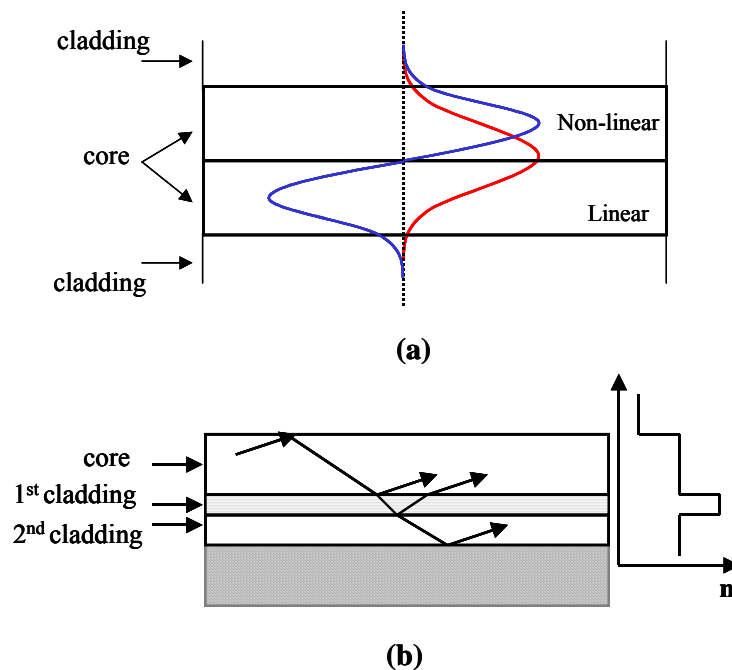 cladding
Non-linear
core
Linear
cladding
(a)
core
1st cladding
2nd cladding
n
(b)